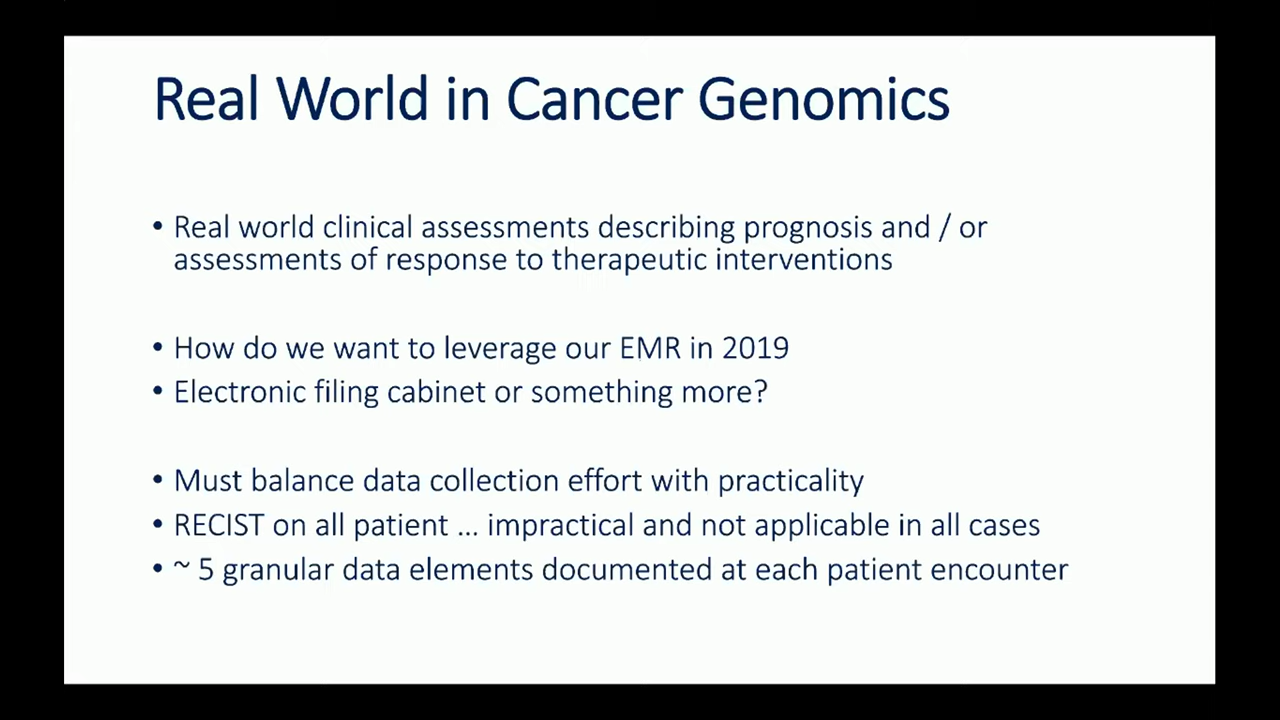 Real World in Cancer Genomics
• Real world clinical assessments describing prognosis and / or
assessments of response to therapeutic interventions
• How do we want to leverage our EMR in 2019
• Electronic filing cabinet or something more?
• Must balance data collection effort with practicality
• RECIST on all patient ... impractical and not applicable in all cases
• ~ 5 granular data elements documented at each patient encounter